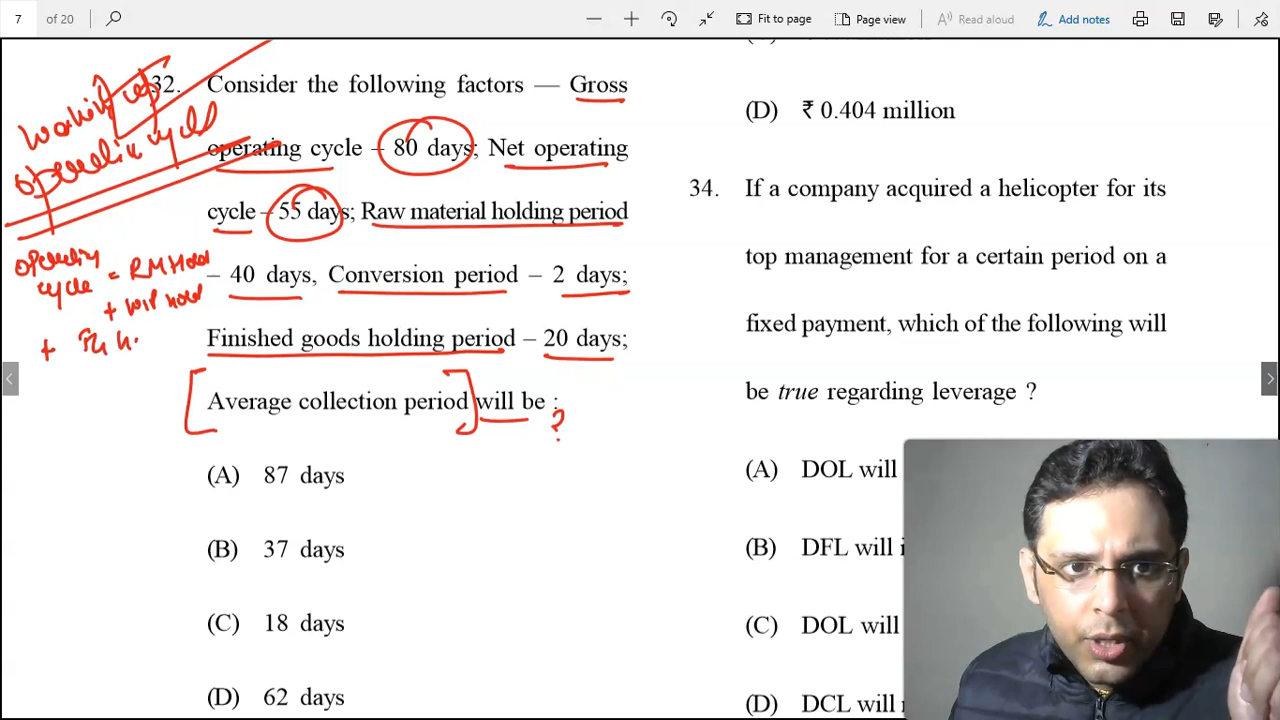 7 of 20 Fit to page Page view Read aloud Add notes
32. Consider the following factors — Gross
operating cycle – 80 days; Net operating
cycle – 55 days; Raw material holding period
– 40 days, Conversion period – 2 days;
Finished goods holding period – 20 days;
Average collection period will be :
?
(A) 87 days
(B) 37 days
(C) 18 days
(D) 62 days
working cap
operating cycle
operating
cycle = RM Hold
+ WIP hold
+ FG h.
(D) ₹ 0.404 million
34. If a company acquired a helicopter for its
top management for a certain period on a
fixed payment, which of the following will
be true regarding leverage ?
(A) DOL will
(B) DFL will i
(C) DOL will
(D) DCL will